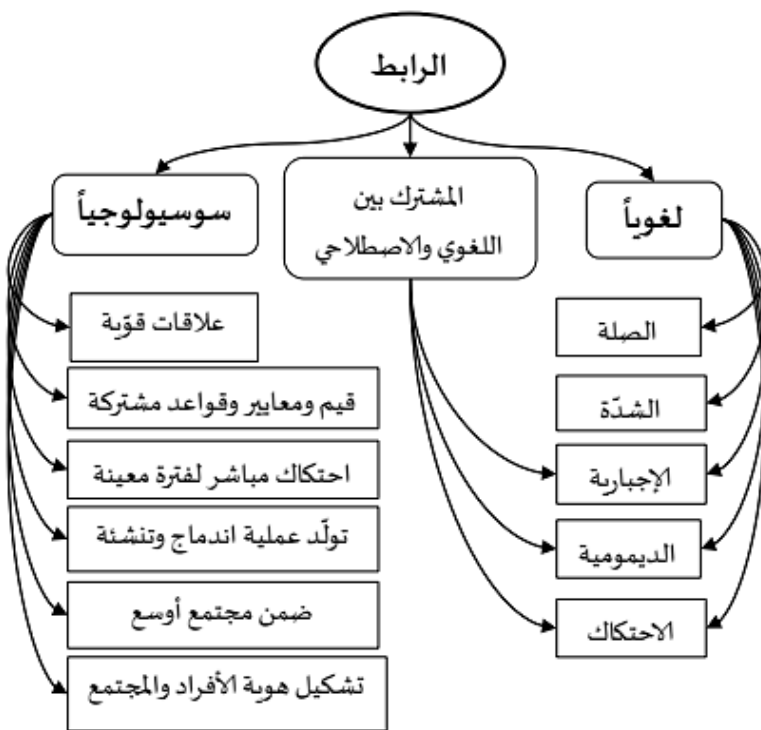 الرابط
لغوياً
المشترك بين
اللغوي والاصطلاحي
سوسيولوجياً
الصلة
الشدّة
الإجبارية
الديمومية
الاحتكاك
علاقات قوّية
قيم ومعايير وقواعد مشتركة
احتكاك مباشر لفترة معينة
تولّد عملية اندماج وتنشئة
ضمن مجتمع أوسع
تشكيل هوية الأفراد والمجتمع